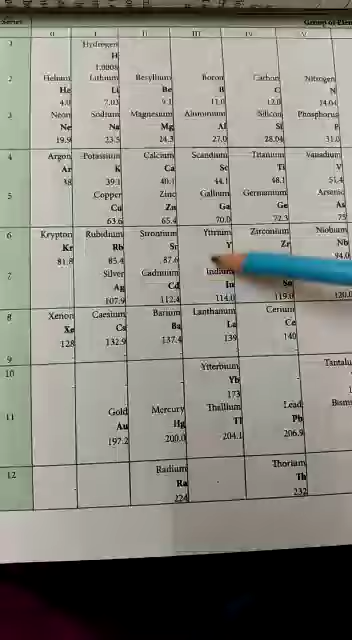 Series Group of Elem
0 I II III IV V
1 Hydrogen
H
1.0008
2 Helium Lithium Beryllium Boron Carbon Nitrogen
He Li Be B C N
4.0 7.03 9.1 11.0 12.0 14.04
3 Neon Sodium Magnesium Aluminium Silicon Phosphorus
Ne Na Mg Al Si P
19.9 23.5 24.3 27.0 28.04 31.0
4 Argon Potassium Calcium Scandium Titanium Vanadium
Ar K Ca Sc Ti V
38 39.1 40.1 44.1 48.1 51.4
5 Copper Zinc Gallium Germanium Arsenic
Cu Zn Ga Ge As
63.6 65.4 70.0 72.3 75
6 Krypton Rubidium Strontium Yttrium Zirconium Niobium
Kr Rb Sr Y Zr Nb
81.8 85.4 87.6 94.0
7 Silver Cadmium Indium
Ag Cd In Sn
107.9 112.4 114.0 119.0 120.0
8 Xenon Caesium Barium Lanthanum Cerium
Xe Cs Ba La Ce
128 132.9 137.4 139 140
9
10 Ytterbium Tantalu
Yb
173
11 Gold Mercury Thallium Lead Bism
Au Hg Tl Pb
197.2 200.0 204.1 206.9
12 Radium Thorium
Ra Th
224 232